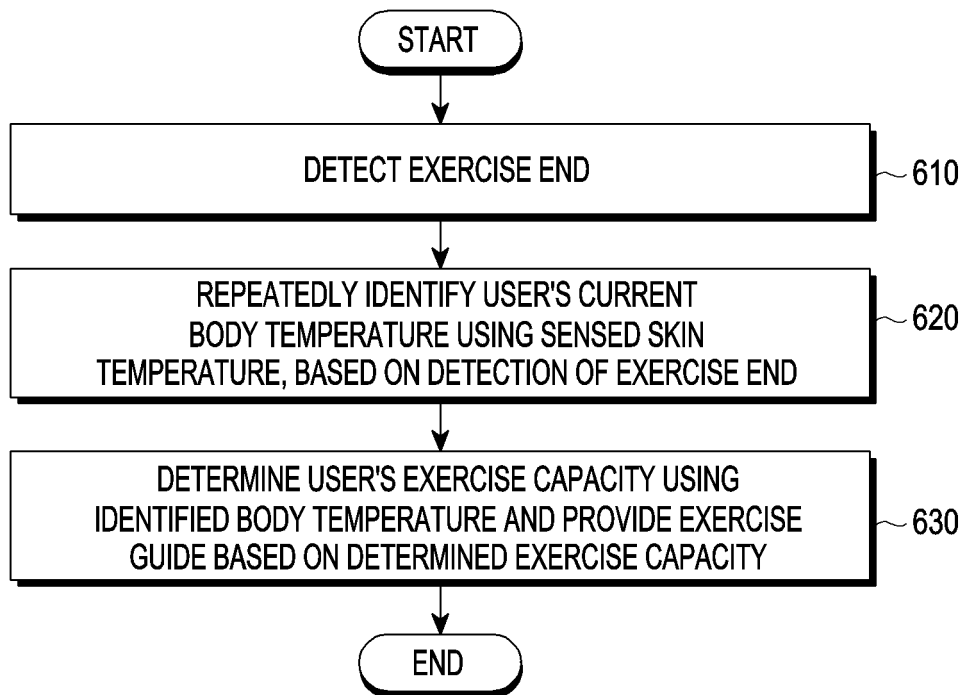 START
DETECT EXERCISE END
610
REPEATEDLY IDENTIFY USER'S CURRENT
BODY TEMPERATURE USING SENSED SKIN
TEMPERATURE, BASED ON DETECTION OF EXERCISE END
620
DETERMINE USER'S EXERCISE CAPACITY USING
IDENTIFIED BODY TEMPERATURE AND PROVIDE EXERCISE
GUIDE BASED ON DETERMINED EXERCISE CAPACITY
630
END